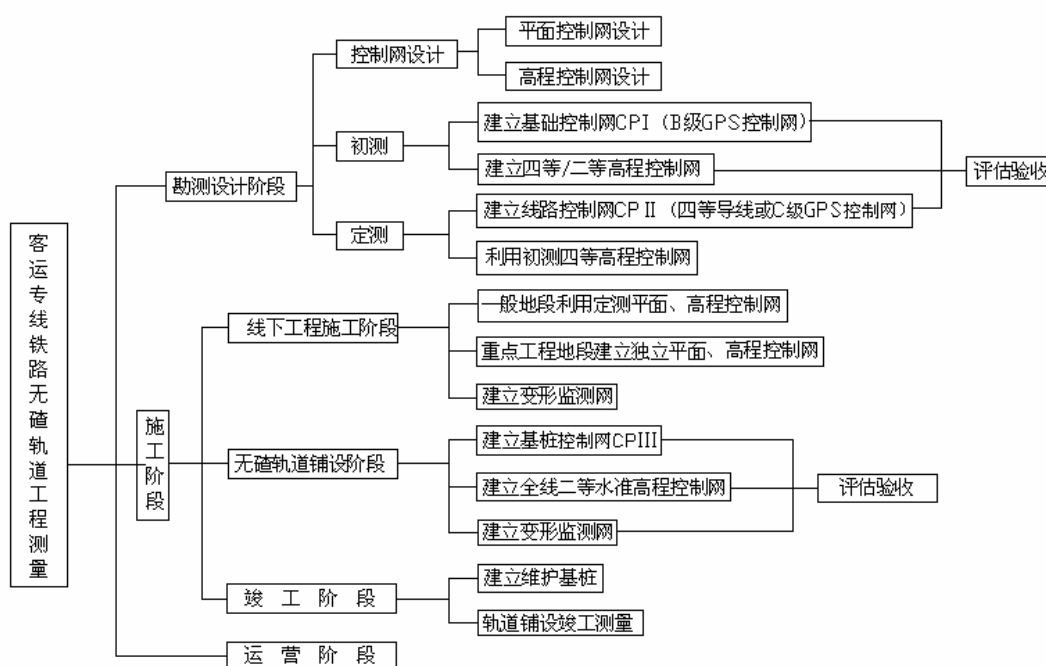 客运专线铁路无碴轨道工程测量
勘测设计阶段
控制网设计
平面控制网设计
高程控制网设计
初测
建立基础控制网CPI（B级GPS控制网）
建立四等/二等高程控制网
定测
建立线路控制网CPⅡ（四等导线或C级GPS控制网）
利用初测四等高程控制网
评估验收
施工阶段
线下工程施工阶段
一般地段利用定测平面、高程控制网
重点工程地段建立独立平面、高程控制网
建立变形监测网
无碴轨道铺设阶段
建立基桩控制网CPIII
建立全线二等水准高程控制网
建立变形监测网
评估验收
竣工阶段
建立维护基桩
轨道铺设竣工测量
运营阶段